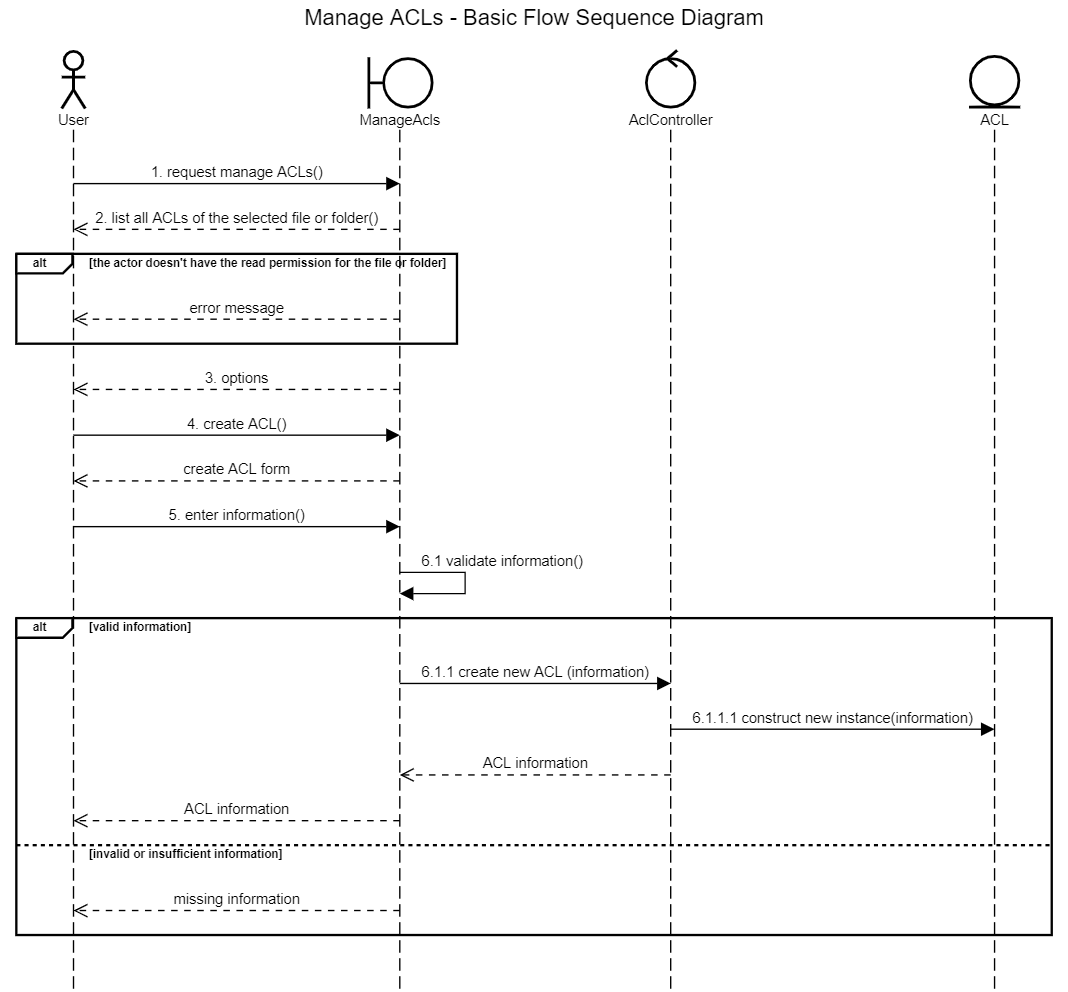 Manage ACLs - Basic Flow Sequence Diagram
User
ManageAcls
AclController
ACL
1. request manage ACLs()
2. list all ACLs of the selected file or folder()
alt
[the actor doesn't have the read permission for the file or folder]
error message
3. options
4. create ACL()
create ACL form
5. enter information()
6.1 validate information()
alt
[valid information]
6.1.1 create new ACL (information)
6.1.1.1 construct new instance(information)
ACL information
ACL information
[invalid or insufficient information]
missing information